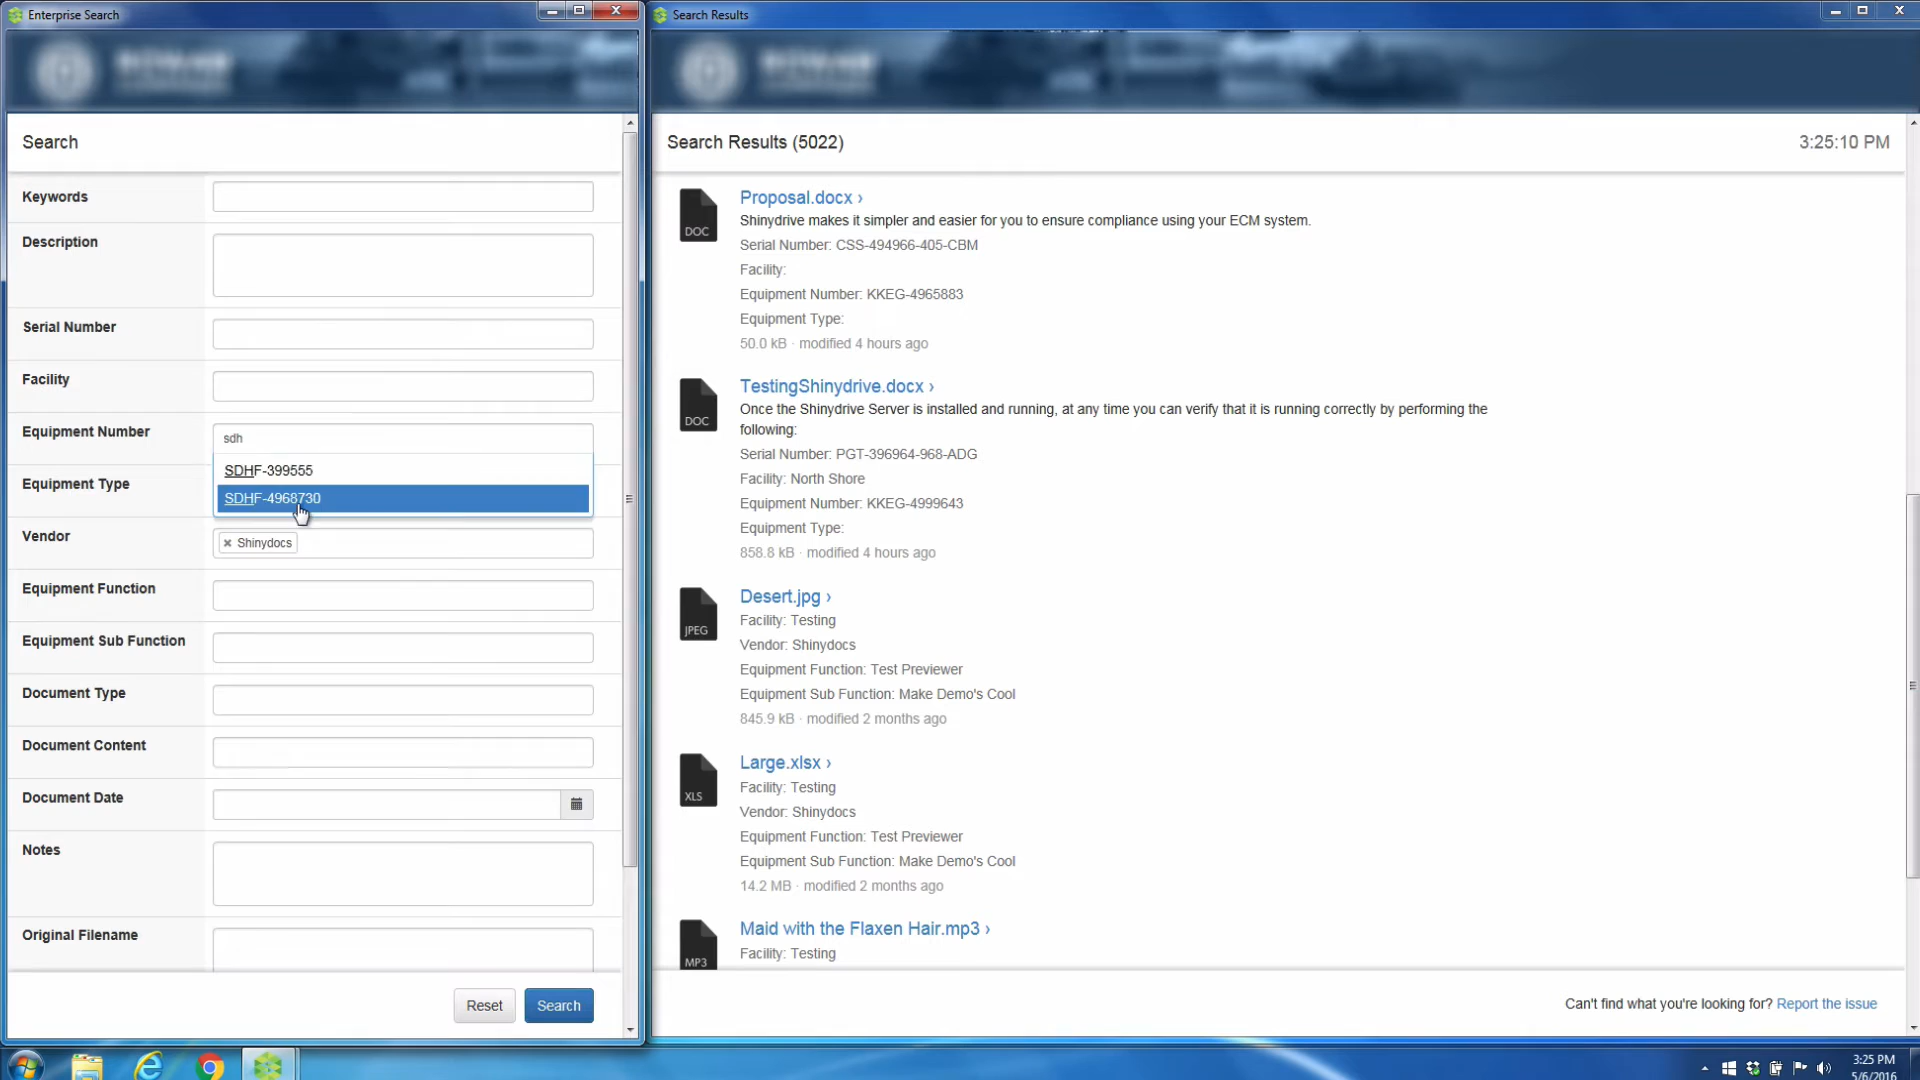 Enterprise Search
Search
Keywords
Description
Serial Number
Facility
Equipment Number
sdh
SDHF-399555
Equipment Type
SDHF-4968730
Vendor
✖ Shinydocs
Equipment Function
Equipment Sub Function
Document Type
Document Content
Document Date
Notes
Original Filename
Reset
Search
Search Results
Search Results (5022)
3:25:10 PM
DOC
Proposal.docx ›
Shinydrive makes it simpler and easier for you to ensure compliance using your ECM system.
Serial Number: CSS-494966-405-CBM
Facility:
Equipment Number: KKEG-4965883
Equipment Type:
50.0 kB · modified 4 hours ago
DOC
TestingShinydrive.docx ›
Once the Shinydrive Server is installed and running, at any time you can verify that it is running correctly by performing the
following:
Serial Number: PGT-396964-968-ADG
Facility: North Shore
Equipment Number: KKEG-4999643
Equipment Type:
858.8 kB · modified 4 hours ago
JPEG
Desert.jpg ›
Facility: Testing
Vendor: Shinydocs
Equipment Function: Test Previewer
Equipment Sub Function: Make Demo's Cool
845.9 kB · modified 2 months ago
XLS
Large.xlsx ›
Facility: Testing
Vendor: Shinydocs
Equipment Function: Test Previewer
Equipment Sub Function: Make Demo's Cool
14.2 MB · modified 2 months ago
MP3
Maid with the Flaxen Hair.mp3 ›
Facility: Testing
Can't find what you're looking for? Report the issue
3:25 PM
5/6/2016